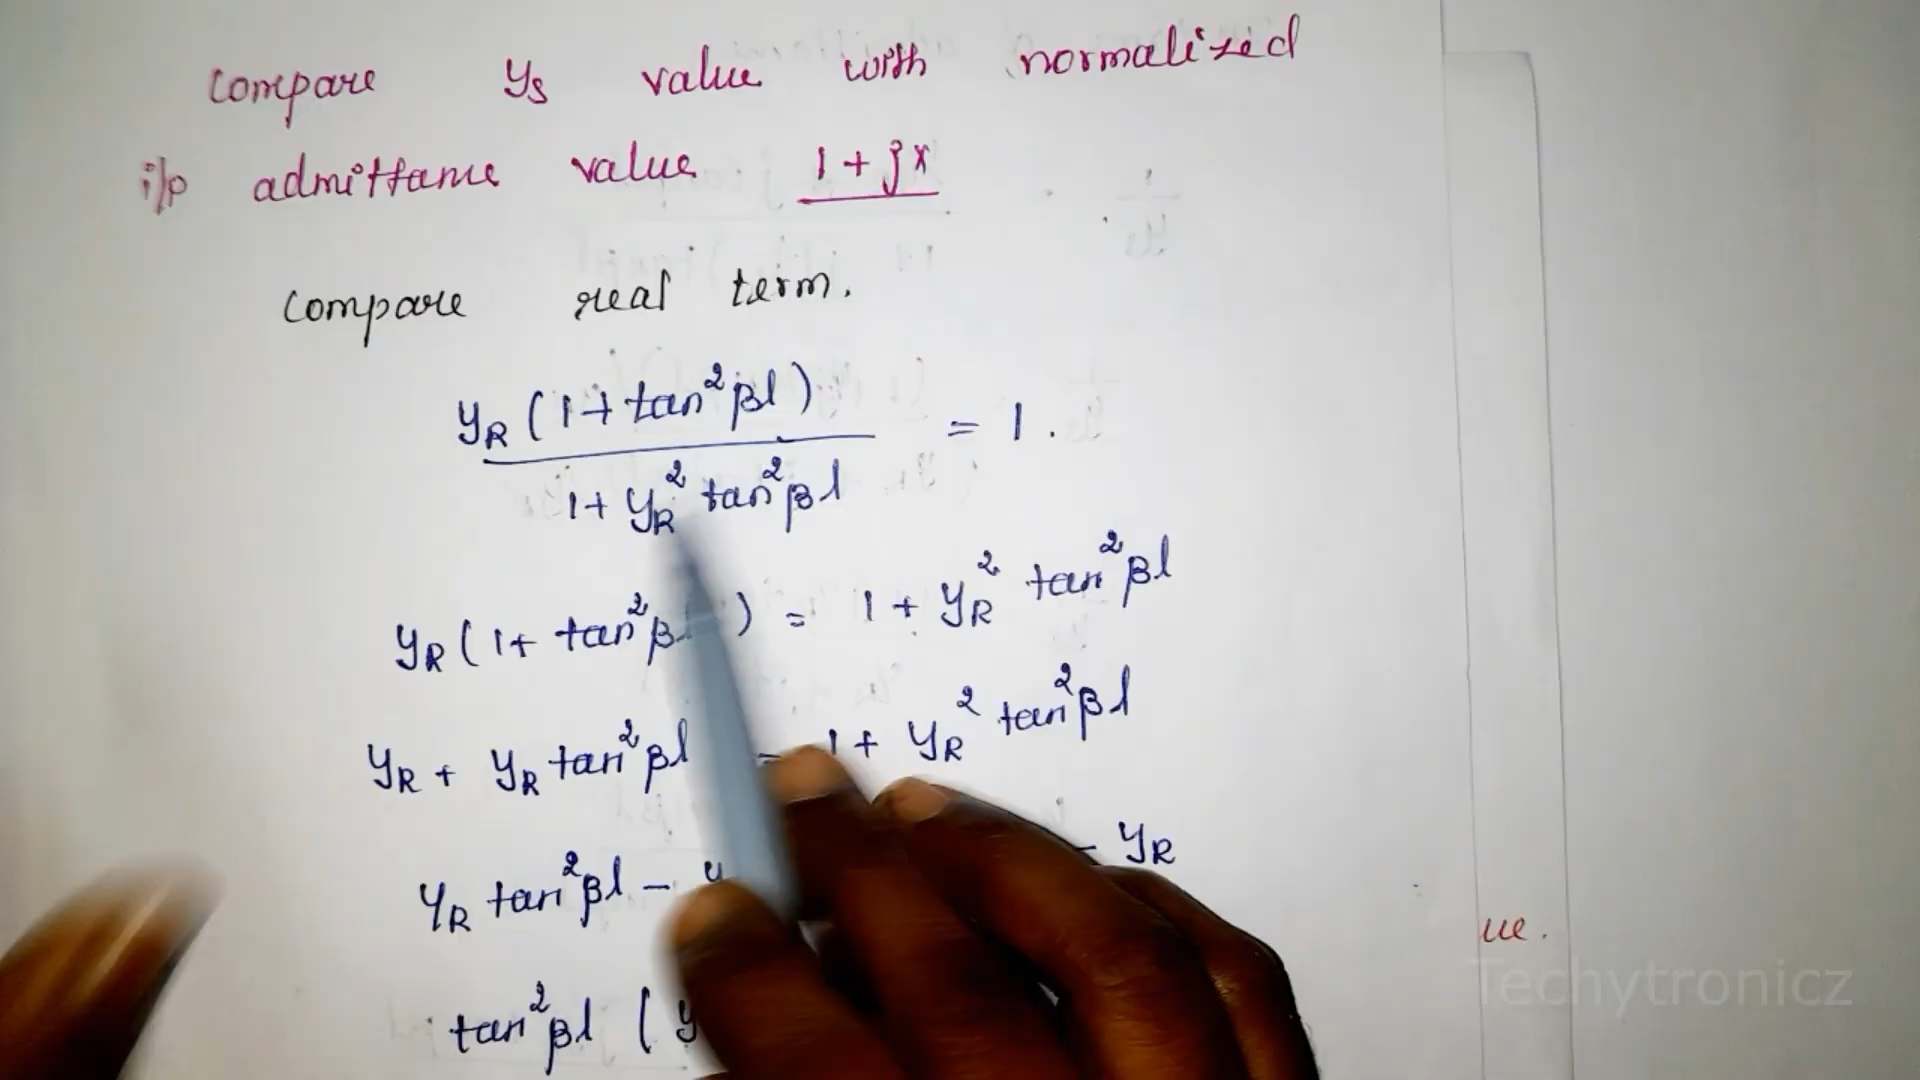 compare ys value with normalized
i/p admittance value 1 + jx
compare real term.
yR (1 + tan²βl) / 1 + yR² tan²βl = 1.
yR (1 + tan²βl) = 1 + yR² tan²βl
yR + yR tan²βl = 1 + yR² tan²βl
yR tan²βl - y - yR
tan²βl ( y
ue.
Techytronicz